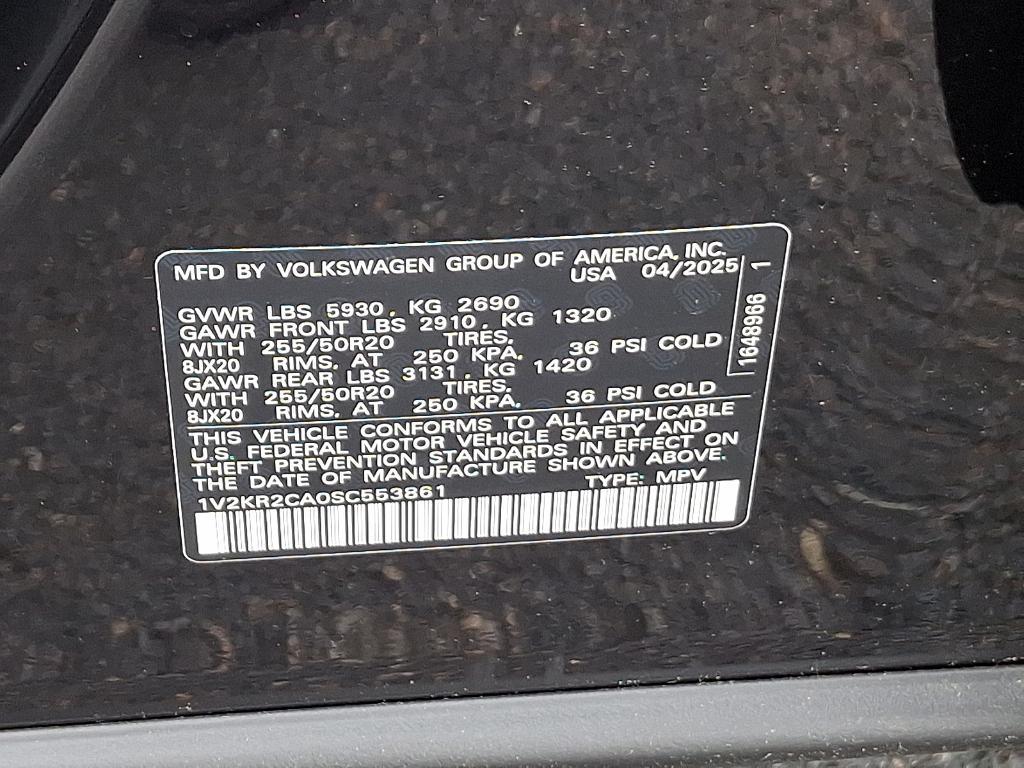 MFD BY VOLKSWAGEN GROUP OF AMERICA, INC.
USA 04/2025
GVWR LBS 5930. KG 2690
GAWR FRONT LBS 2910. KG 1320
WITH 255/50R20 TIRES.
8JX20 RIMS. AT 250 KPA. 36 PSI COLD
GAWR REAR LBS 3131. KG 1420
WITH 255/50R20 TIRES.
8JX20 RIMS. AT 250 KPA. 36 PSI COLD
THIS VEHICLE CONFORMS TO ALL APPLICABLE
U.S. FEDERAL MOTOR VEHICLE SAFETY AND
THEFT PREVENTION STANDARDS IN EFFECT ON
THE DATE OF MANUFACTURE SHOWN ABOVE.
1V2KR2CA0SC553861 TYPE: MPV
1648966 1